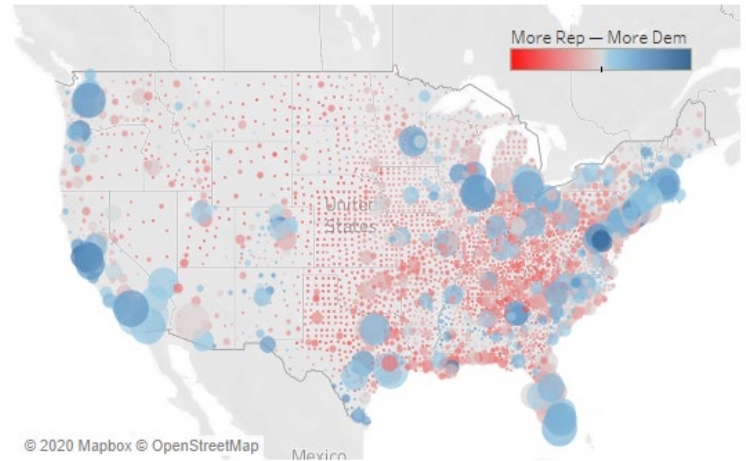 More Rep — More Dem
United
States
© 2020 Mapbox © OpenStreetMap
Mexico